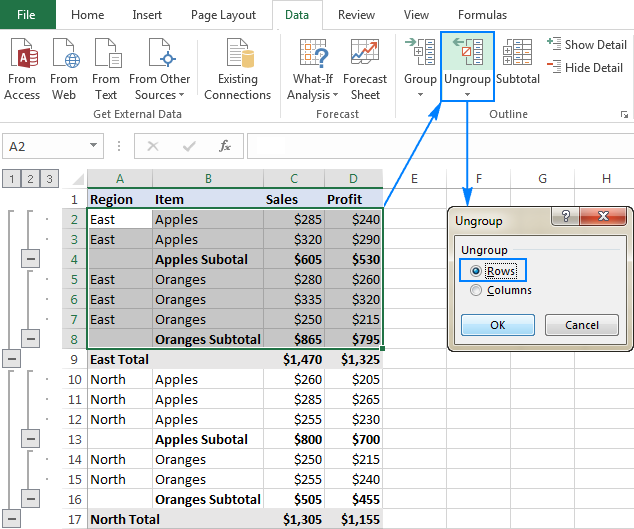 File Home Insert Page Layout Data Review View Formulas
From Access From Web From Text From Other Sources Existing Connections What-If Analysis Forecast Sheet Group Ungroup Subtotal Show Detail Hide Detail
Get External Data Forecast Outline
A2 fx
1 2 3 A B C D E F G H
1 Region Item Sales Profit
2 East Apples $285 $240
3 East Apples $320 $290
4 Apples Subotal $605 $530
5 East Oranges $280 $260
6 East Oranges $335 $320
7 East Oranges $250 $215
8 Oranges Subtotal $865 $795
9 East Total $1,470 $1,325
10 North Apples $260 $205
11 North Apples $285 $265
12 North Apples $255 $230
13 Apples Subotal $800 $700
14 North Oranges $250 $215
15 North Oranges $255 $240
16 Oranges Subtotal $505 $455
17 North Total $1,305 $1,155
Ungroup ?
Ungroup
Rows
Columns
OK Cancel